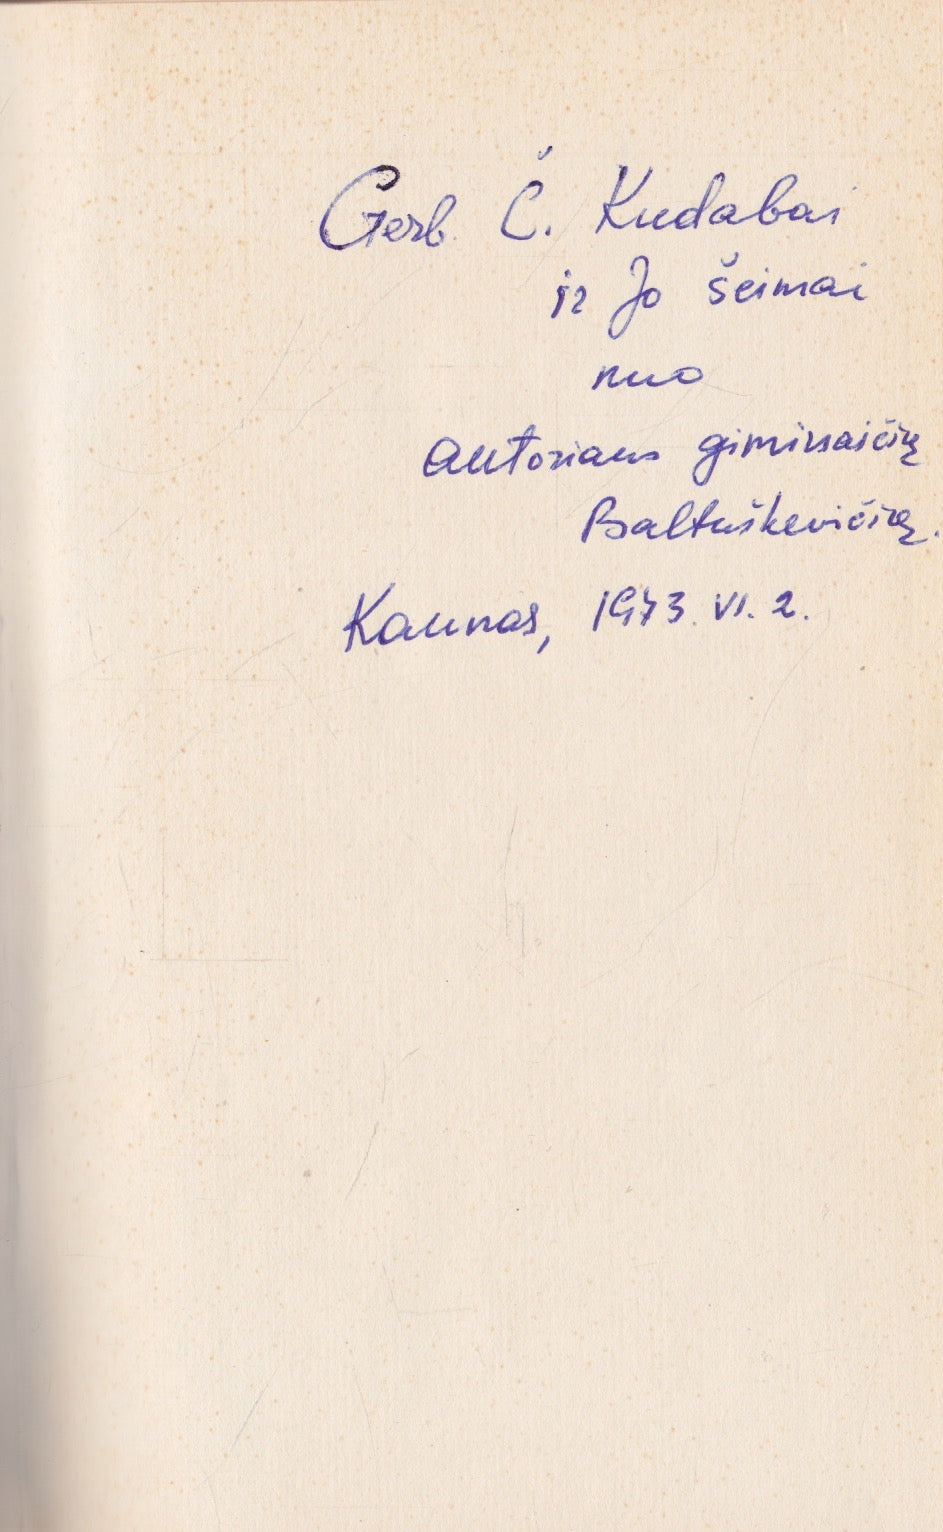 Gerb. Č. Kudabai
ir Jo šeimai
nuo
autoriaus giminaičių
Baltuškevičių.
Kaunas, 1973. VI. 2.